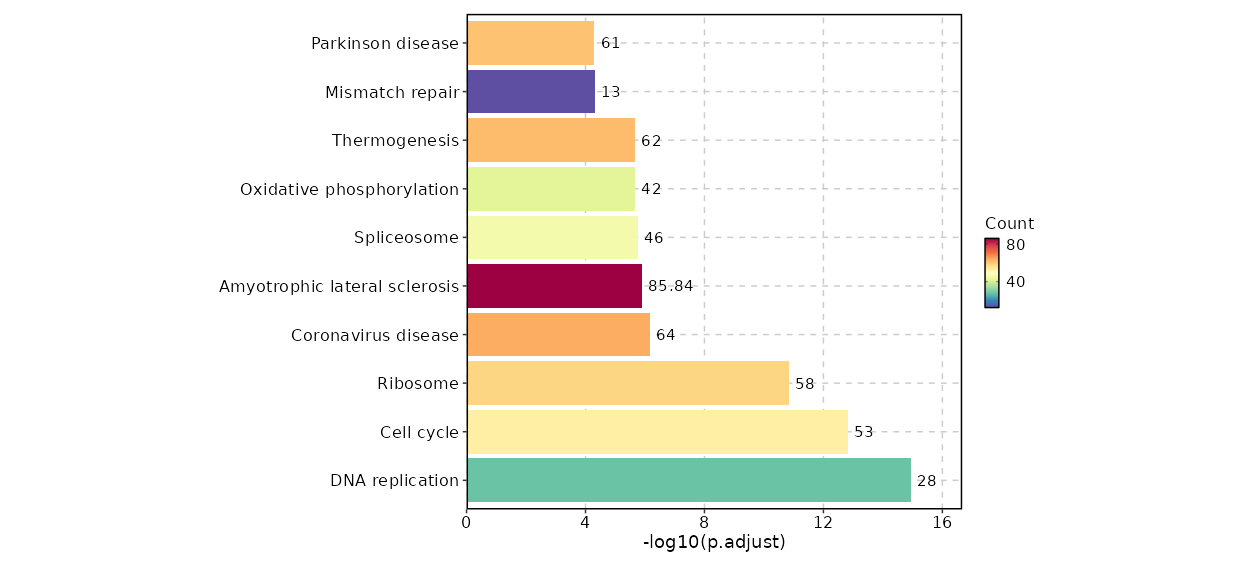 Parkinson disease 61
Mismatch repair 13
Thermogenesis 62
Oxidative phosphorylation 42
Spliceosome 46
Amyotrophic lateral sclerosis 85.84
Coronavirus disease 64
Ribosome 58
Cell cycle 53
DNA replication 28
0 4 8 12 16
-log10(p.adjust)
Count
80
40